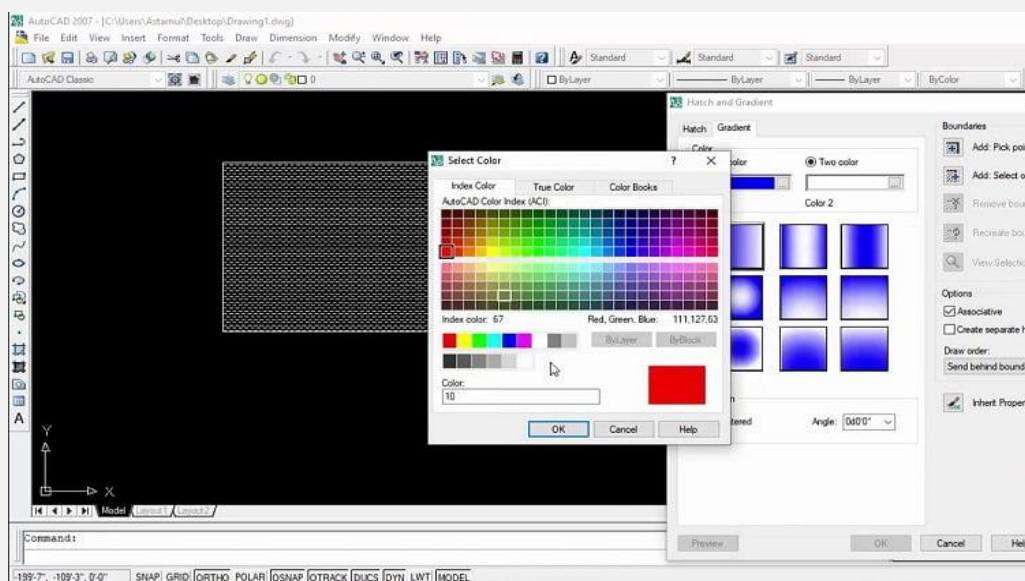 AutoCAD 2007 - [C:\Users\Astamul\Desktop\Drawing1.dwg]
File Edit View Insert Format Tools Draw Dimension Modify Window Help
Standard Standard Standard
AutoCAD Classic 0 ByLayer ByLayer ByLayer ByColor
Hatch and Gradient
Hatch Gradient
Color
Two color
Color 2
Boundaries
Add: Pick poi
Add: Select o
Remove bou
Recreate bou
View Selectio
Options
Associative
Create separate h
Draw order:
Send behind bound
Inherit Proper
Angle: 0d0'0"
Preview OK Cancel Hel
Select Color ?
Index Color True Color Color Books
AutoCAD Color Index (ACI):
Index color: 67 Red, Green, Blue: 111,127,63
ByLayer ByBlock
Color:
10
OK Cancel Help
A
Y
X
Model Layout1 Layout2
Command:
-199'-7", -109'-3", 0'-0" SNAP GRID ORTHO POLAR OSNAP OTRACK DUCS DYN LWT MODEL